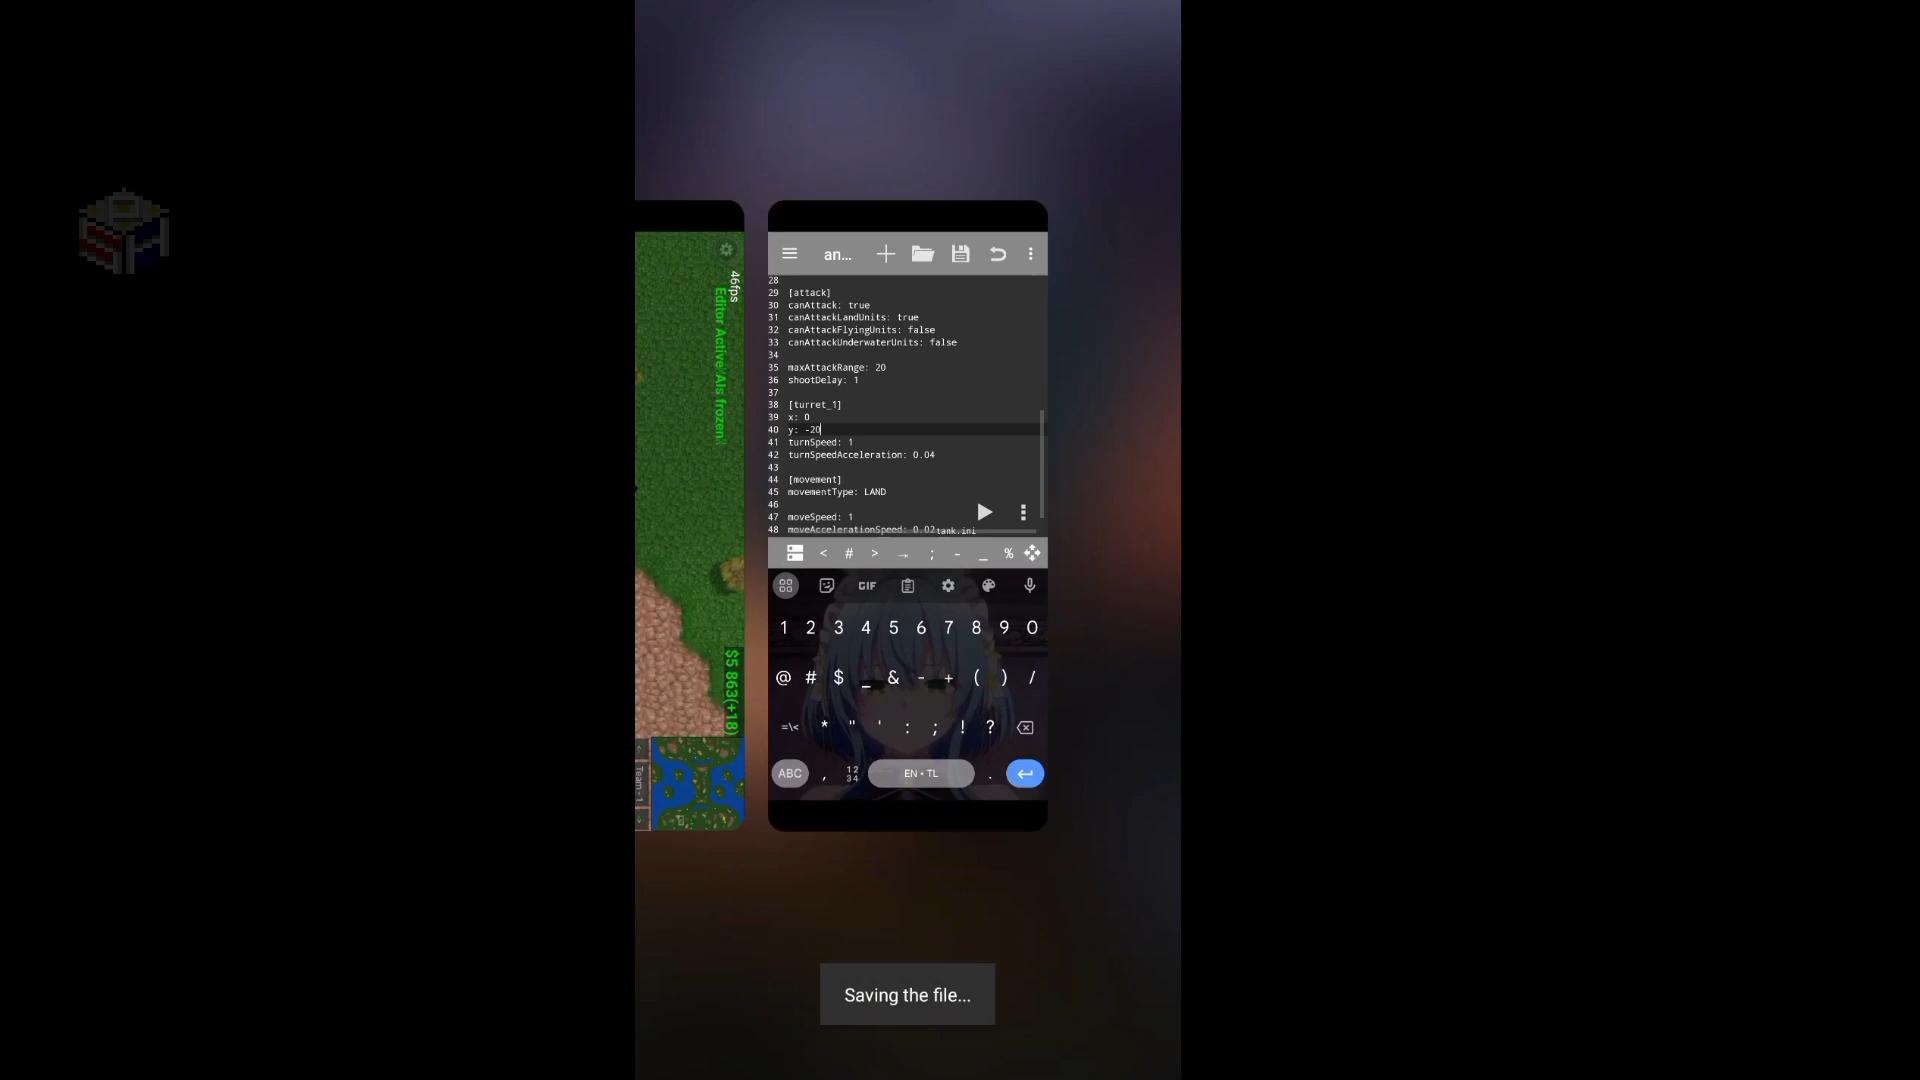 46fps
Editor Active
AIs frozen
$5 863(+18)
Team - 1
an...
28
29 [attack]
30 canAttack: true
31 canAttackLandUnits: true
32 canAttackFlyingUnits: false
33 canAttackUnderwaterUnits: false
34
35 maxAttackRange: 20
36 shootDelay: 1
37
38 [turret_1]
39 x: 0
40 y: -20
41 turnSpeed: 1
42 turnSpeedAcceleration: 0.04
43
44 [movement]
45 movementType: LAND
46
47 moveSpeed: 1
48 moveAccelerationSpeed: 0.02
tank.ini
< # > → ; - _ %
GIF
1 2 3 4 5 6 7 8 9 0
@ # $ _ & - + ( ) /
=\< * " ' : ; ! ?
ABC , 12 34 EN • TL .
Saving the file...